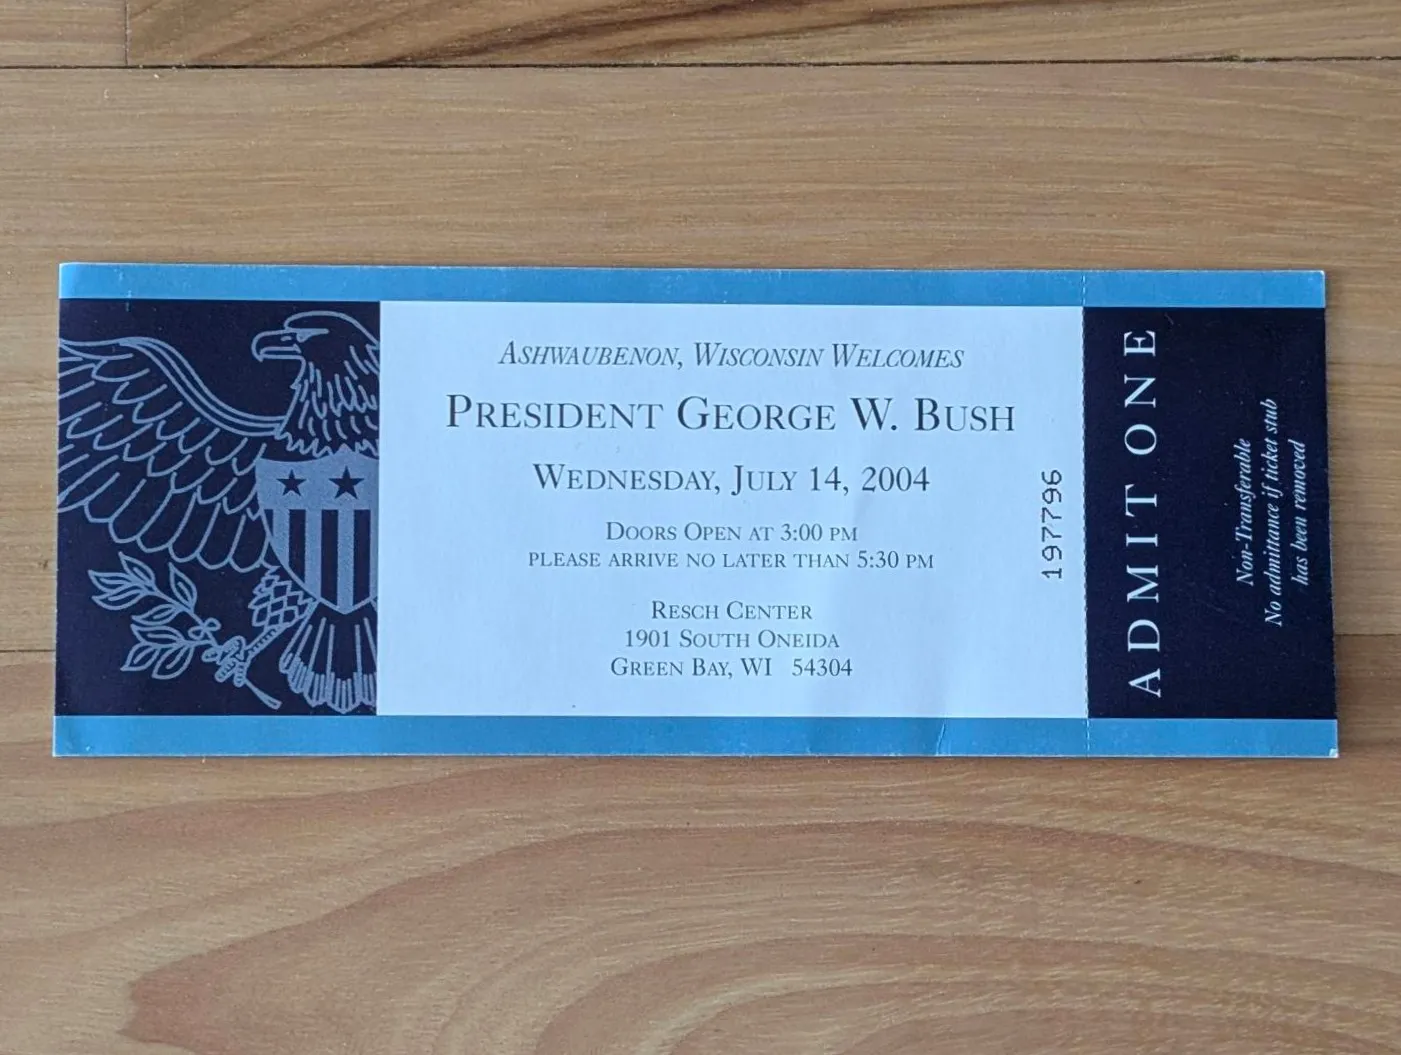 Ashwaubenon, Wisconsin Welcomes
President George W. Bush
Wednesday, July 14, 2004
Doors Open at 3:00 pm
please arrive no later than 5:30 pm
Resch Center
1901 South Oneida
Green Bay, WI 54304
197796
ADMIT ONE
Non-Transferable
No admittance if ticket stub
has been removed